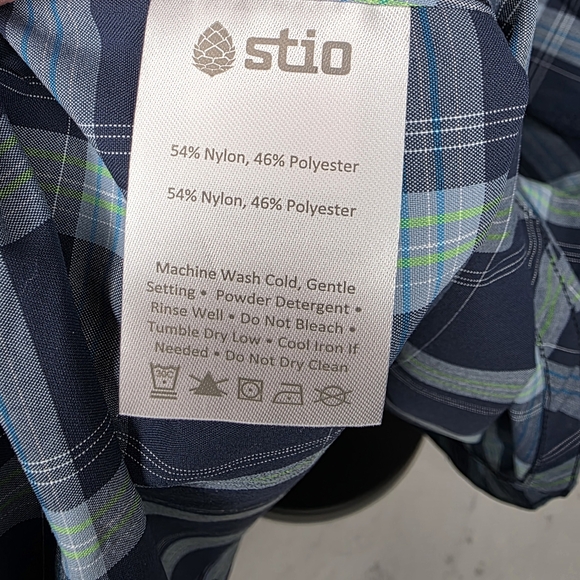 stio
54% Nylon, 46% Polyester
54% Nylon, 46% Polyester
Machine Wash Cold, Gentle
Setting • Powder Detergent •
Rinse Well • Do Not Bleach •
Tumble Dry Low • Cool Iron If
Needed • Do Not Dry Clean
30°